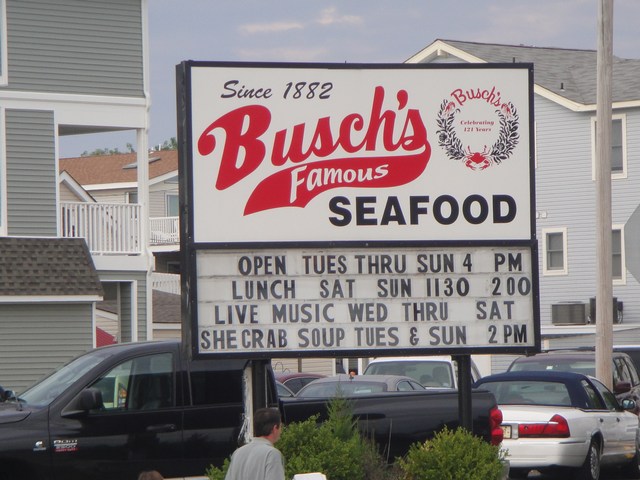 Since 1882
Busch's
Famous
SEAFOOD
Busch's
Celebrating
121 Years
OPEN TUES THRU SUN 4 PM
LUNCH SAT SUN 1130 200
LIVE MUSIC WED THRU SAT
SHE CRAB SOUP TUES & SUN 2 PM